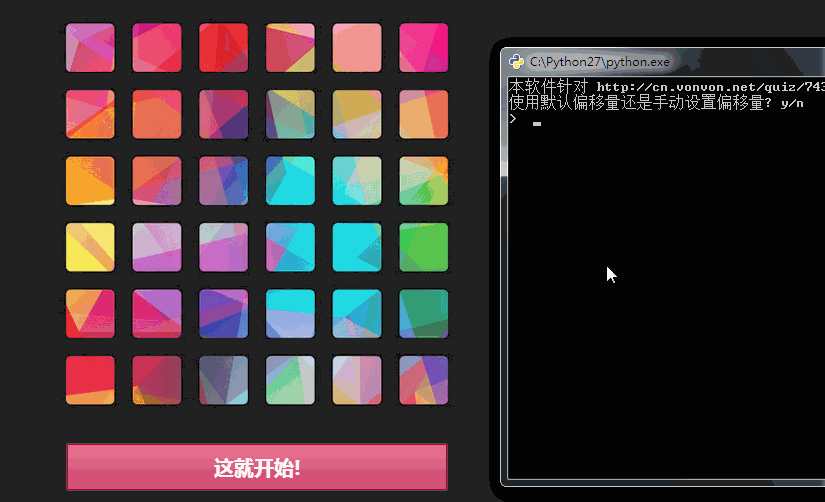 C:\Python27\python.exe
本软件针对 http://cn.vonvon.net/quiz/743
使用默认偏移量还是手动设置偏移量? y/n
>
这就开始!